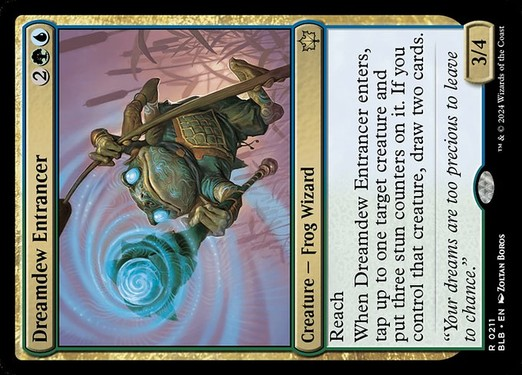 Dreamdew Entrancer 2
Creature — Frog Wizard
Reach
When Dreamdew Entrancer enters,
tap up to one target creature and
put three stun counters on it. If you
control that creature, draw two cards.
“Your dreams are too precious to leave
to chance.”
3/4
R 0211
BLB • EN ZOLTAN BOROS
™ & © 2024 Wizards of the Coast